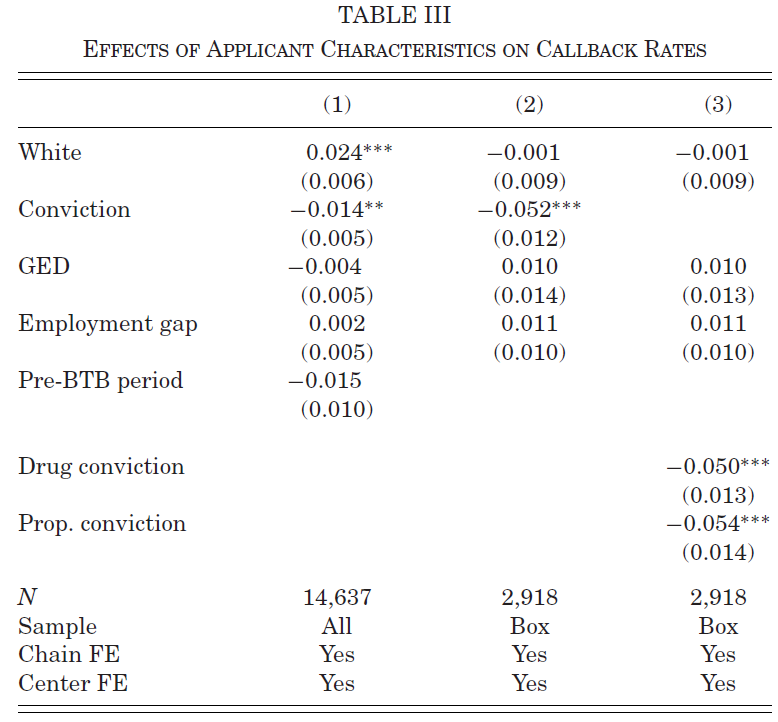 TABLE III
EFFECTS OF APPLICANT CHARACTERISTICS ON CALLBACK RATES
(1) (2) (3)
White 0.024*** −0.001 −0.001
(0.006) (0.009) (0.009)
Conviction −0.014** −0.052***
(0.005) (0.012)
GED −0.004 0.010 0.010
(0.005) (0.014) (0.013)
Employment gap 0.002 0.011 0.011
(0.005) (0.010) (0.010)
Pre-BTB period −0.015
(0.010)
Drug conviction −0.050***
(0.013)
Prop. conviction −0.054***
(0.014)
N 14,637 2,918 2,918
Sample All Box Box
Chain FE Yes Yes Yes
Center FE Yes Yes Yes